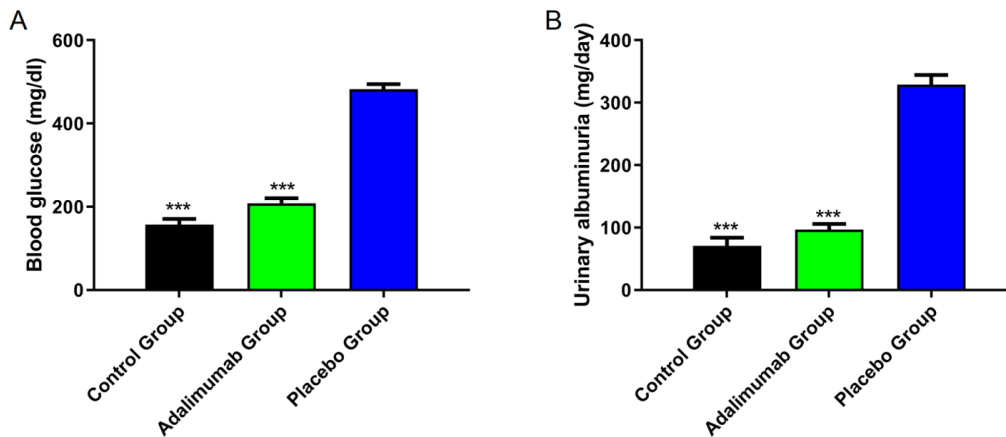 A
Blood glucose (mg/dl)
600
400
200
0
***
***
Control Group
Adalimumab Group
Placebo Group
B
Urinary albuminuria (mg/day)
400
300
200
100
0
***
***
Control Group
Adalimumab Group
Placebo Group